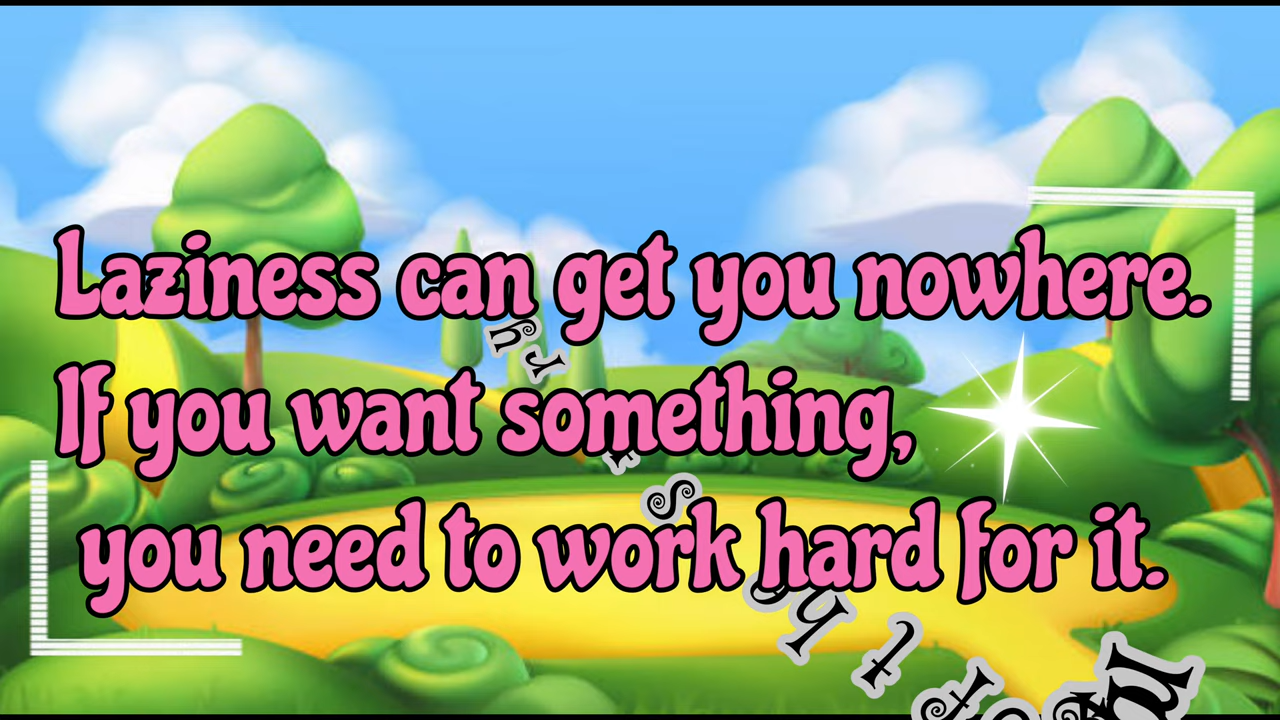 Laziness can get you nowhere.
If you want something,
you need to work hard for it.